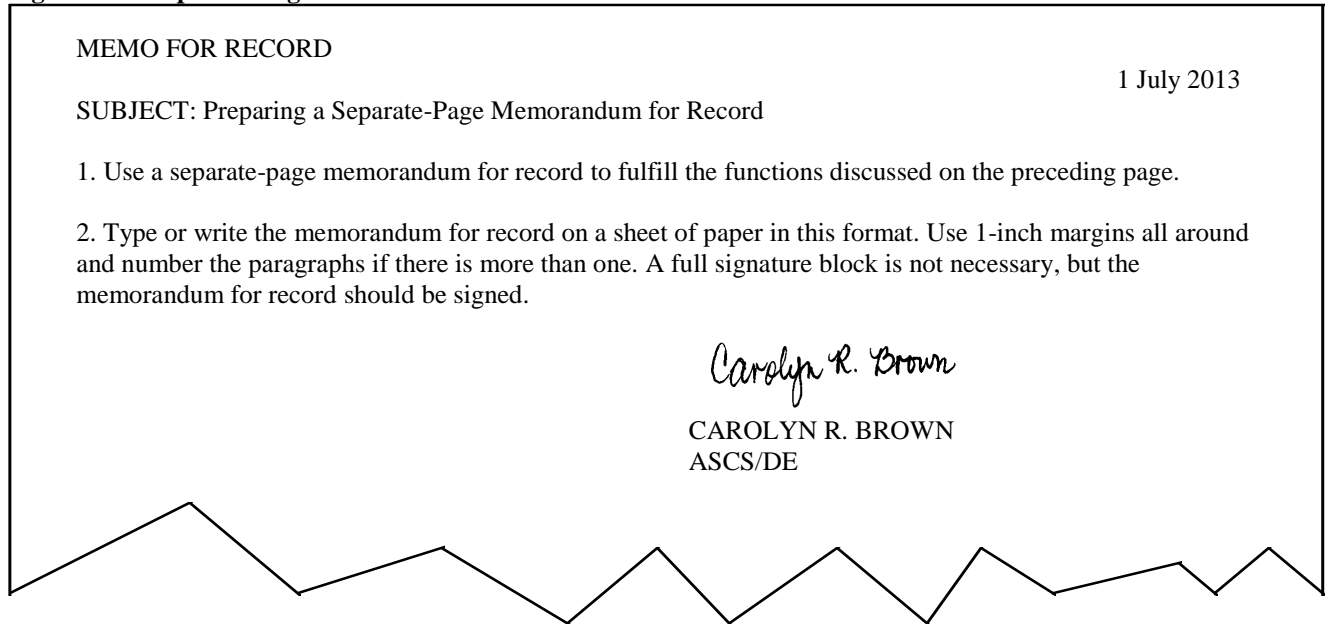 MEMO FOR RECORD
1 July 2013
SUBJECT: Preparing a Separate-Page Memorandum for Record
1. Use a separate-page memorandum for record to fulfill the functions discussed on the preceding page.
2. Type or write the memorandum for record on a sheet of paper in this format. Use 1-inch margins all around
and number the paragraphs if there is more than one. A full signature block is not necessary, but the
memorandum for record should be signed.
Carolyn R. Brown
CAROLYN R. BROWN
ASCS/DE